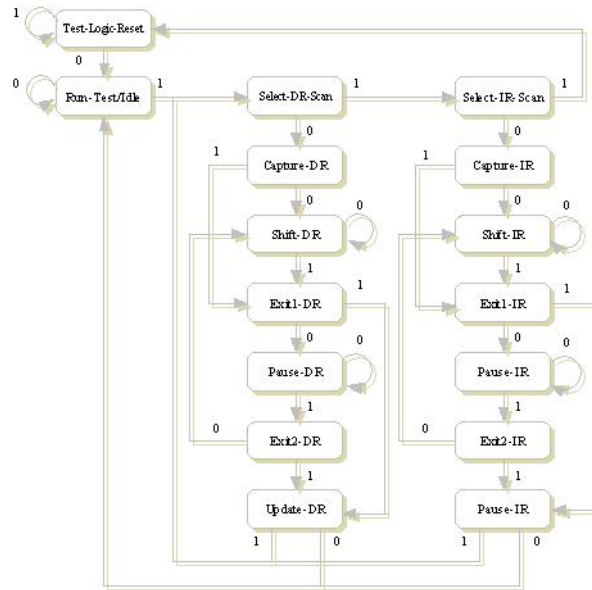 1
Test-Logic-Reset
0
0
Run-Test/Idle
1
Select-DR-Scan
1
Select-IR-Scan
1
0
0
1
Capture-DR
1
Capture-IR
0
0
0
0
Shift-DR
Shift-IR
1
1
Exit1-DR
1
Exit1-IR
1
0
0
0
0
Pause-DR
Pause-IR
1
1
0
Exit2-DR
0
Exit2-IR
1
1
Update-DR
Pause-IR
1
0
1
0